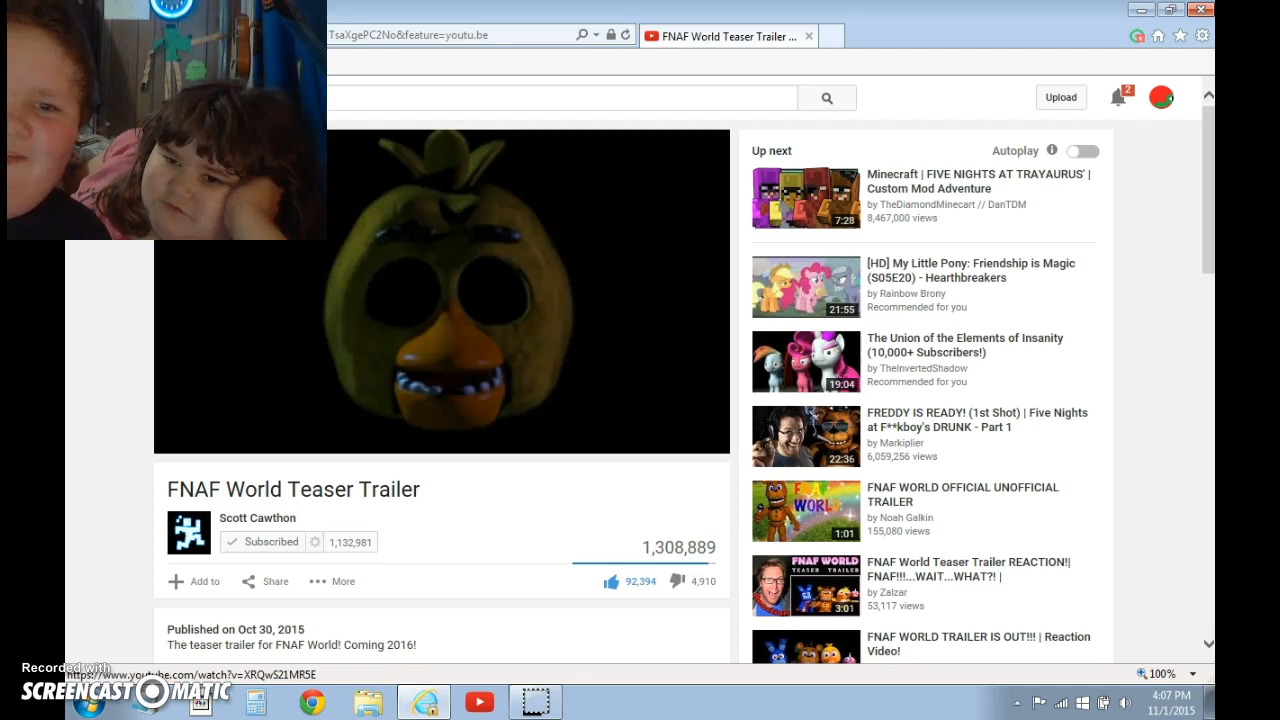 TsaXgePC2No&feature=youtu.be
FNAF World Teaser Trailer ...
Upload
2
Up next
Autoplay
Minecraft | FIVE NIGHTS AT TRAYAURUS' |
Custom Mod Adventure
by TheDiamondMinecart // DanTDM
8,467,000 views
7:28
[HD] My Little Pony: Friendship is Magic
(S05E20) - Hearthbreakers
by Rainbow Brony
Recommended for you
21:55
The Union of the Elements of Insanity
(10,000+ Subscribers!)
by TheInvertedShadow
Recommended for you
19:04
FREDDY IS READY! (1st Shot) | Five Nights
at F**kboy's DRUNK - Part 1
by Markiplier
6,059,256 views
22:36
FNAF WORLD OFFICIAL UNOFFICIAL
TRAILER
by Noah Galkin
155,080 views
1:01
FNAF World Teaser Trailer REACTION!|
FNAF!!!...WAIT...WHAT?! |
by Zalzar
53,117 views
FNAF WORLD
TEASER TRAILER
3:01
FNAF WORLD TRAILER IS OUT!!! | Reaction
Video!
FNAF World Teaser Trailer
Scott Cawthon
Subscribed
1,132,981
1,308,889
Add to
Share
More
92,394
4,910
Published on Oct 30, 2015
The teaser trailer for FNAF World! Coming 2016!
Recorded with
https://www.youtube.com/watch?v=XRQwS21MR5E
SCREENCAST MATIC
100%
4:07 PM
11/1/2015